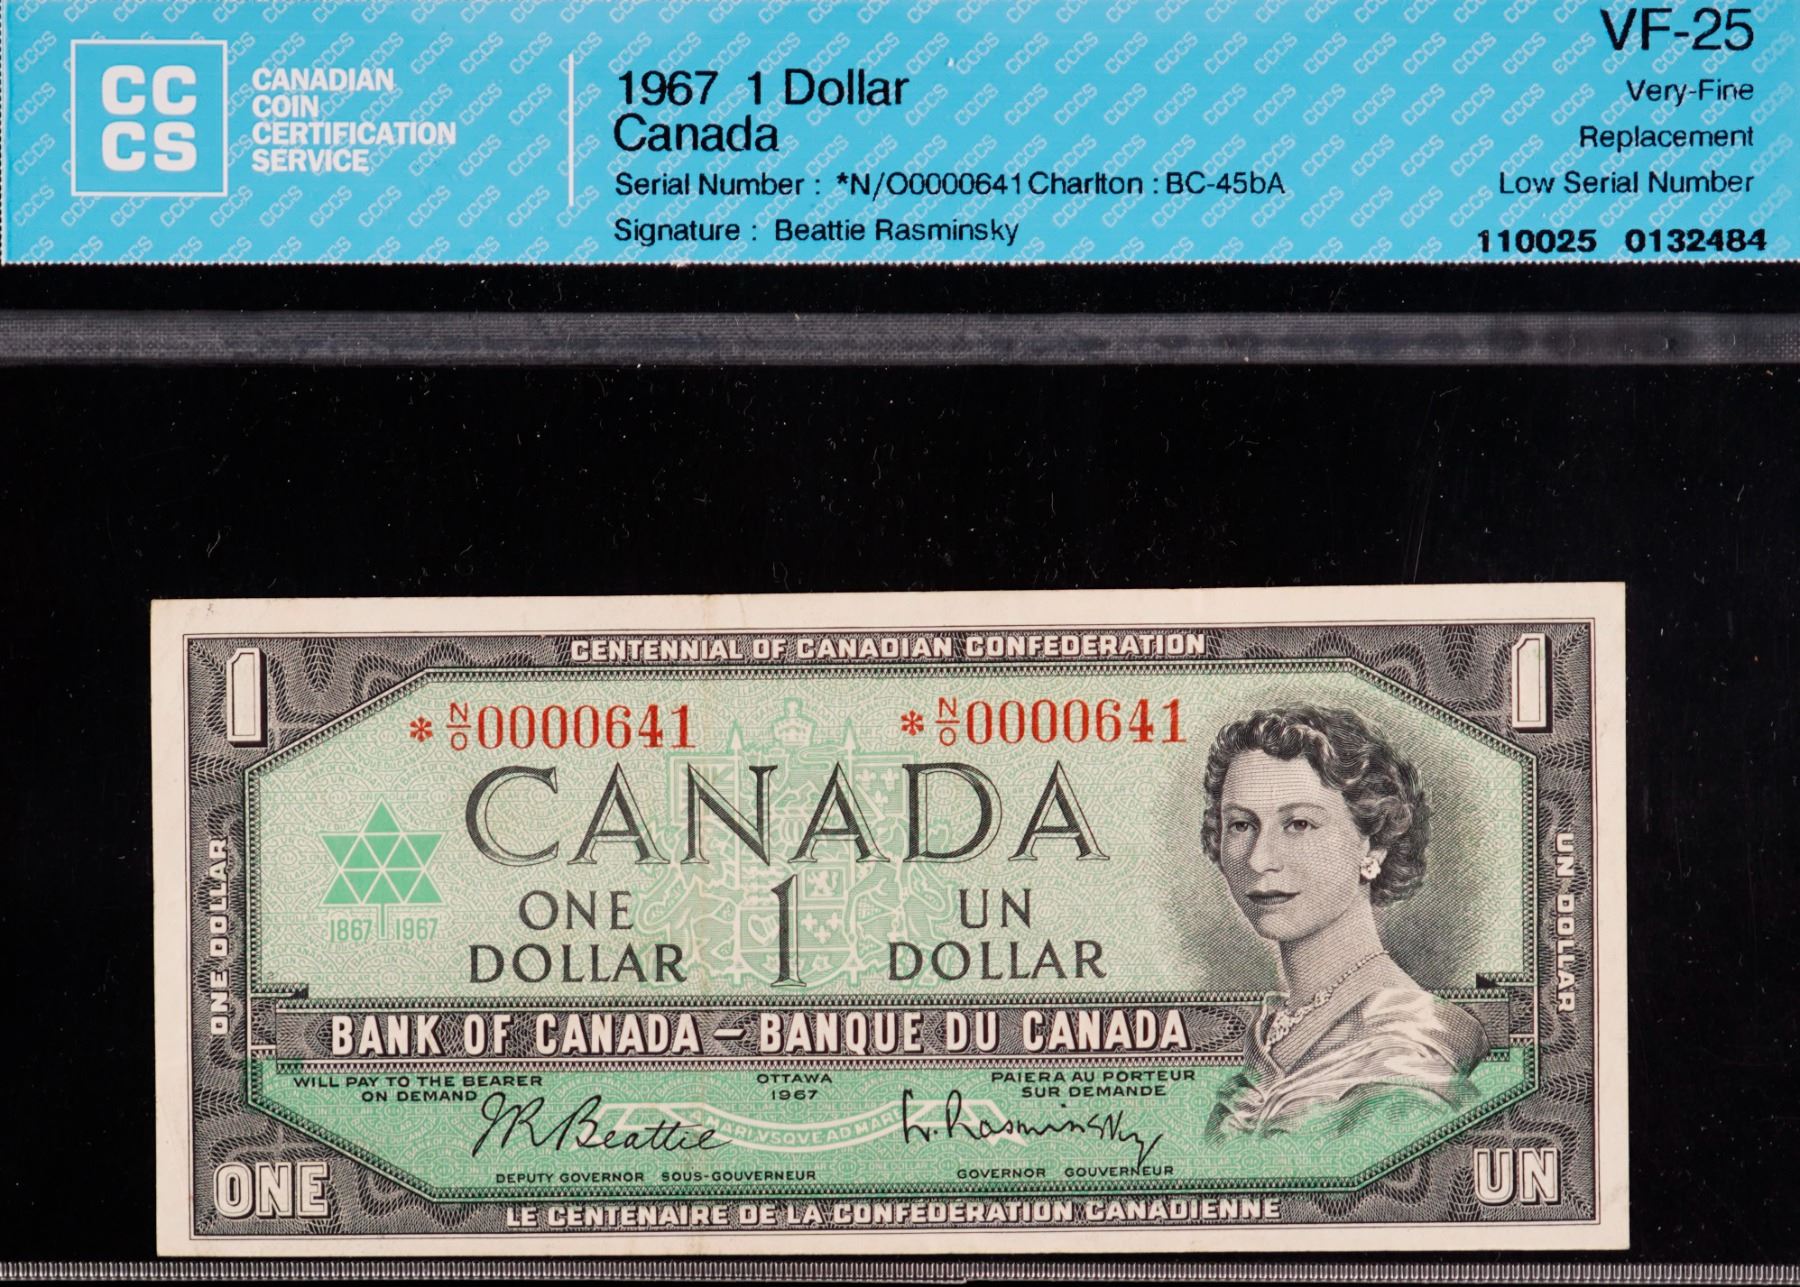 CC
CS
CANADIAN
COIN
CERTIFICATION
SERVICE
1967 1 Dollar
Canada
Serial Number : *N/O0000641 Charlton : BC-45bA
Signature : Beattie Rasminsky
VF-25
Very-Fine
Replacement
Low Serial Number
110025 0132484
CENTENNIAL OF CANADIAN CONFEDERATION
1
1
*N/O0000641
*N/O0000641
CANADA
1867 1967
ONE
DOLLAR
1
UN
DOLLAR
ONE DOLLAR
UN DOLLAR
BANK OF CANADA – BANQUE DU CANADA
WILL PAY TO THE BEARER
ON DEMAND
OTTAWA
1967
PAIERA AU PORTEUR
SUR DEMANDE
JR Beattie
L. Rasminsky
DEPUTY GOVERNOR SOUS-GOUVERNEUR
GOVERNOR GOUVERNEUR
ONE
UN
LE CENTENAIRE DE LA CONFÉDÉRATION CANADIENNE